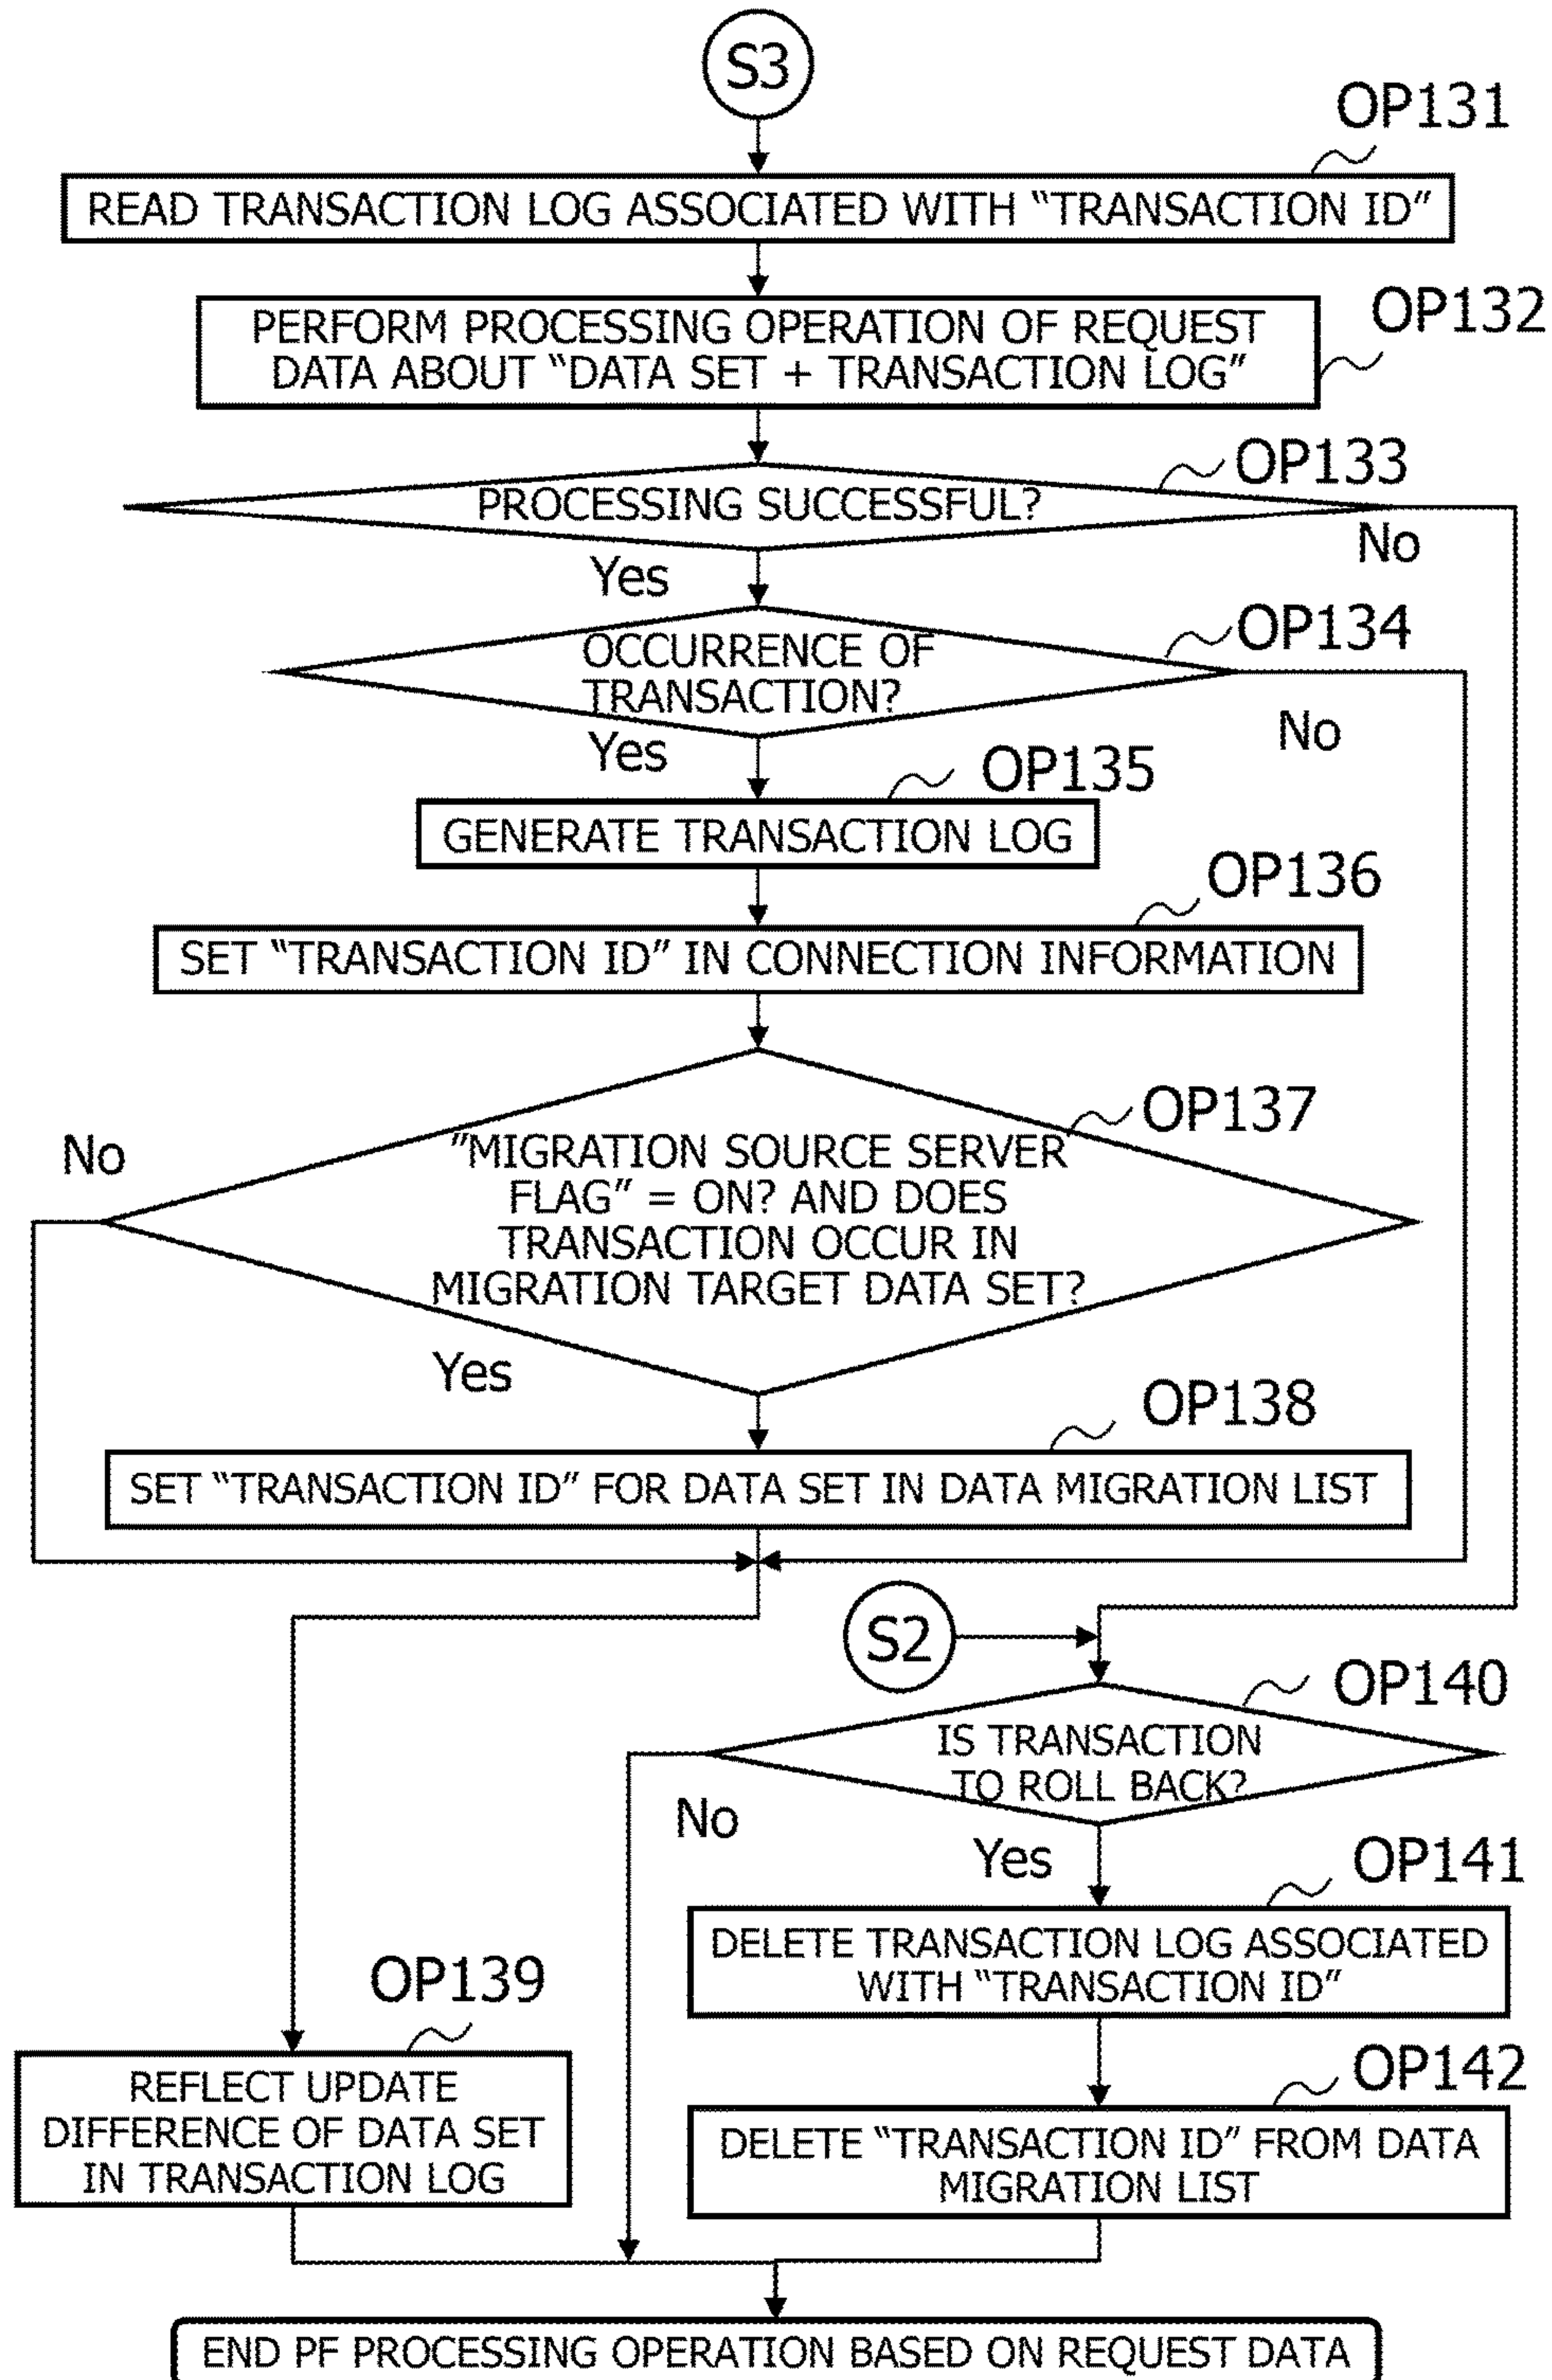 S3
OP131
READ TRANSACTION LOG ASSOCIATED WITH “TRANSACTION ID”
OP132
PERFORM PROCESSING OPERATION OF REQUEST
DATA ABOUT “DATA SET + TRANSACTION LOG”
OP133
PROCESSING SUCCESSFUL?
No
Yes
OP134
OCCURRENCE OF
TRANSACTION?
No
Yes
OP135
GENERATE TRANSACTION LOG
OP136
SET “TRANSACTION ID” IN CONNECTION INFORMATION
OP137
No
”MIGRATION SOURCE SERVER
FLAG” = ON? AND DOES
TRANSACTION OCCUR IN
MIGRATION TARGET DATA SET?
Yes
OP138
SET “TRANSACTION ID” FOR DATA SET IN DATA MIGRATION LIST
S2
OP140
IS TRANSACTION
TO ROLL BACK?
No
Yes
OP141
DELETE TRANSACTION LOG ASSOCIATED
WITH “TRANSACTION ID”
OP139
REFLECT UPDATE
DIFFERENCE OF DATA SET
IN TRANSACTION LOG
OP142
DELETE “TRANSACTION ID” FROM DATA
MIGRATION LIST
END PF PROCESSING OPERATION BASED ON REQUEST DATA